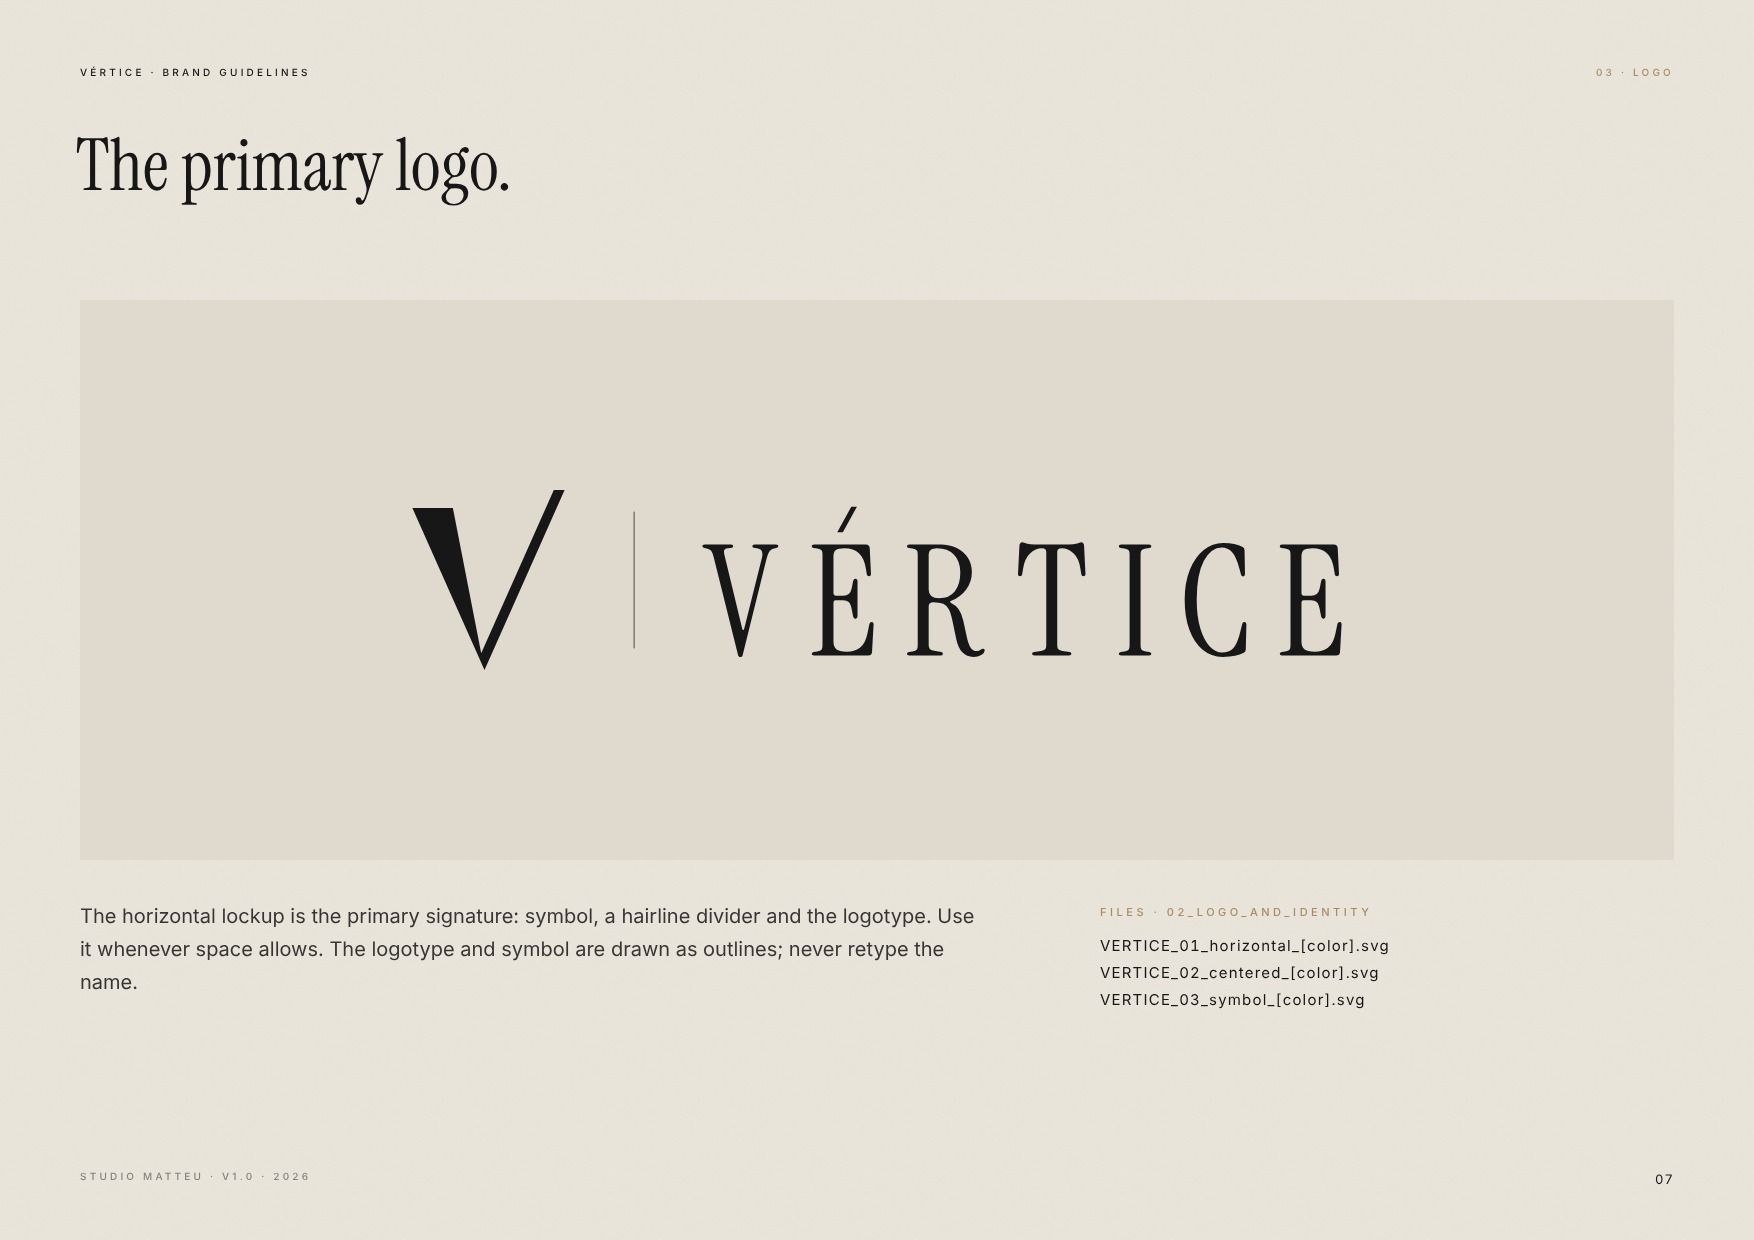 VÉRTICE · BRAND GUIDELINES
03 · LOGO
The primary logo.
V | VÉRTICE
The horizontal lockup is the primary signature: symbol, a hairline divider and the logotype. Use
it whenever space allows. The logotype and symbol are drawn as outlines; never retype the
name.
FILES · 02_LOGO_AND_IDENTITY
VERTICE_01_horizontal_[color].svg
VERTICE_02_centered_[color].svg
VERTICE_03_symbol_[color].svg
STUDIO MATTEU · V1.0 · 2026
07